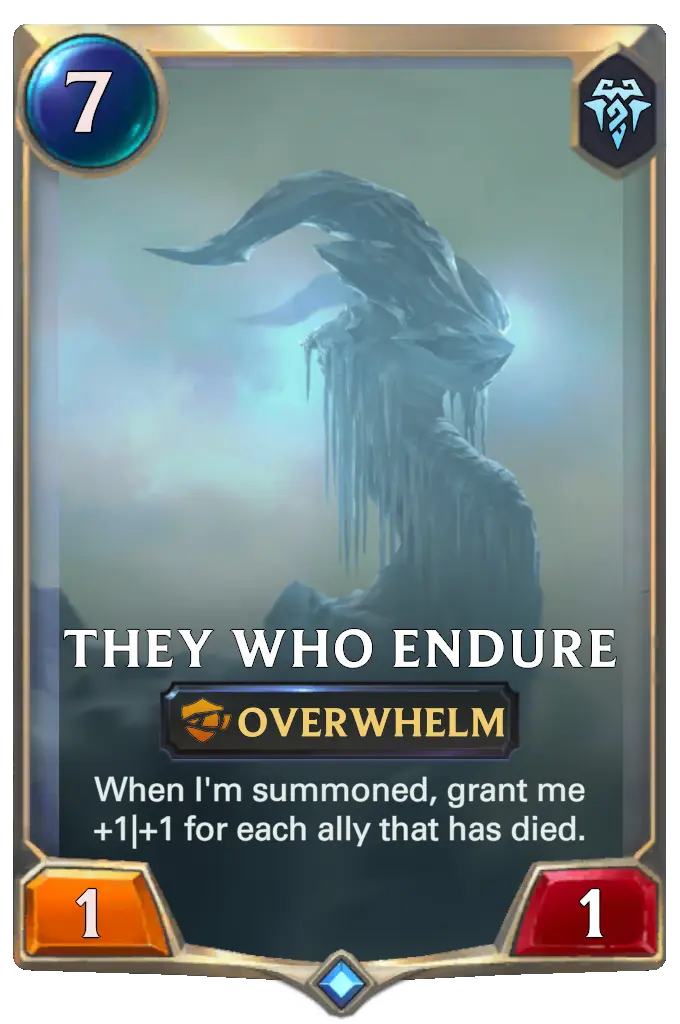 7
THEY WHO ENDURE
OVERWHELM
When I'm summoned, grant me
+1|+1 for each ally that has died.
1
1